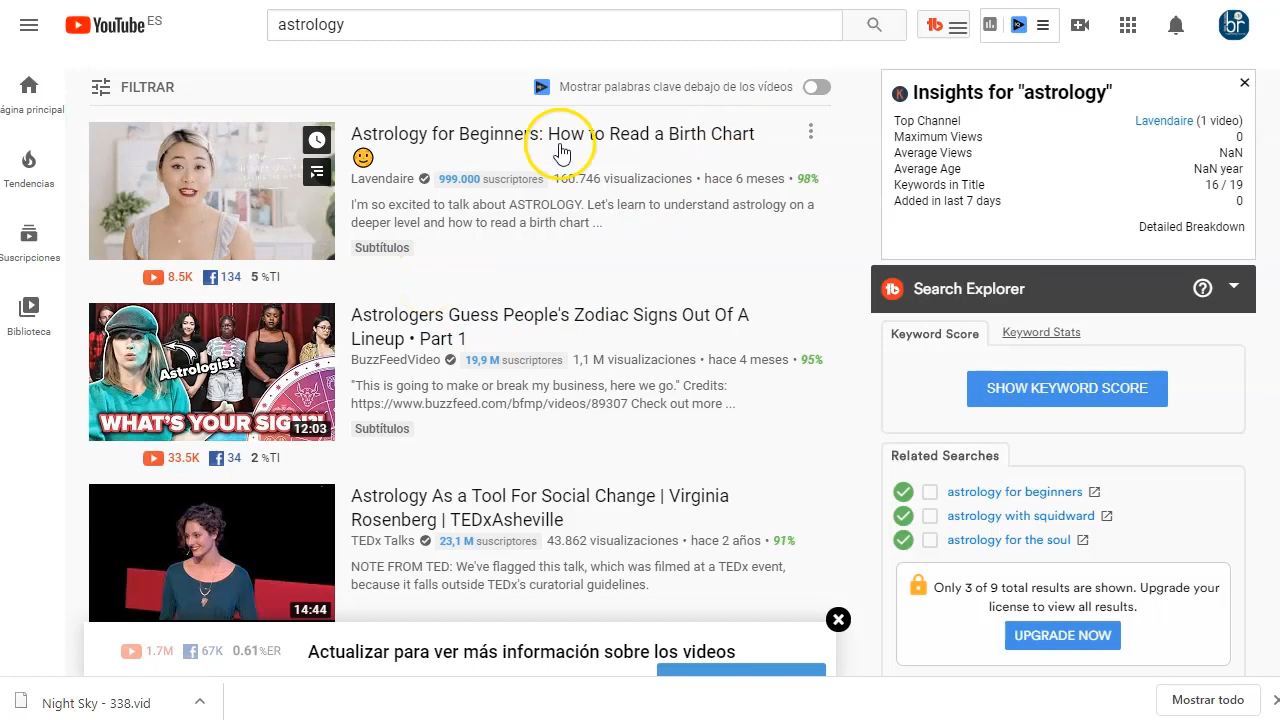 YouTube ES
astrology
tb
br
FILTRAR
Mostrar palabras clave debajo de los vídeos
Página principal
Tendencias
Suscripciones
Biblioteca
Astrology for Beginners: How to Read a Birth Chart
Lavendaire 999.000 suscriptores 160.746 visualizaciones • hace 6 meses • 98%
I'm so excited to talk about ASTROLOGY. Let's learn to understand astrology on a
deeper level and how to read a birth chart ...
Subtítulos
8.5K 134 5 %TI
Astrologist
WHAT'S YOUR SIGN?!
12:03
Astrologers Guess People's Zodiac Signs Out Of A
Lineup • Part 1
BuzzFeedVideo 19,9 M suscriptores 1,1 M visualizaciones • hace 4 meses • 95%
"This is going to make or break my business, here we go." Credits:
https://www.buzzfeed.com/bfmp/videos/89307 Check out more ...
Subtítulos
33.5K 34 2 %TI
14:44
Astrology As a Tool For Social Change | Virginia
Rosenberg | TEDxAsheville
TEDx Talks 23,1 M suscriptores 43.862 visualizaciones • hace 2 años • 91%
NOTE FROM TED: We've flagged this talk, which was filmed at a TEDx event,
because it falls outside TEDx's curatorial guidelines.
1.7M 67K 0.61%ER
Actualizar para ver más información sobre los videos
K Insights for "astrology"
Top Channel Lavendaire (1 video)
Maximum Views 0
Average Views NaN
Average Age NaN year
Keywords in Title 16 / 19
Added in last 7 days 0
Detailed Breakdown
tb Search Explorer
Keyword Score Keyword Stats
SHOW KEYWORD SCORE
Related Searches
astrology for beginners
astrology with squidward
astrology for the soul
Only 3 of 9 total results are shown. Upgrade your
license to view all results.
UPGRADE NOW
Night Sky - 338.vid
Mostrar todo